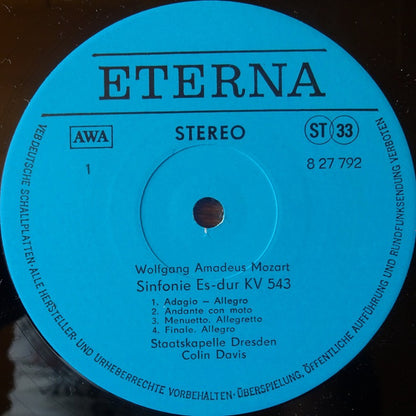 ETERNA
AWA
STEREO
ST 33
1
8 27 792
Wolfgang Amadeus Mozart
Sinfonie Es-dur KV 543
1. Adagio – Allegro
2. Andante con moto
3. Menuetto. Allegretto
4. Finale. Allegro
Staatskapelle Dresden
Colin Davis
VEB DEUTSCHE SCHALLPLATTEN · ALLE HERSTELLER- UND URHEBERRECHTE VORBEHALTEN · ÜBERSPIELUNG, ÖFFENTLICHE AUFFÜHRUNG UND RUNDFUNKSENDUNG VERBOTEN